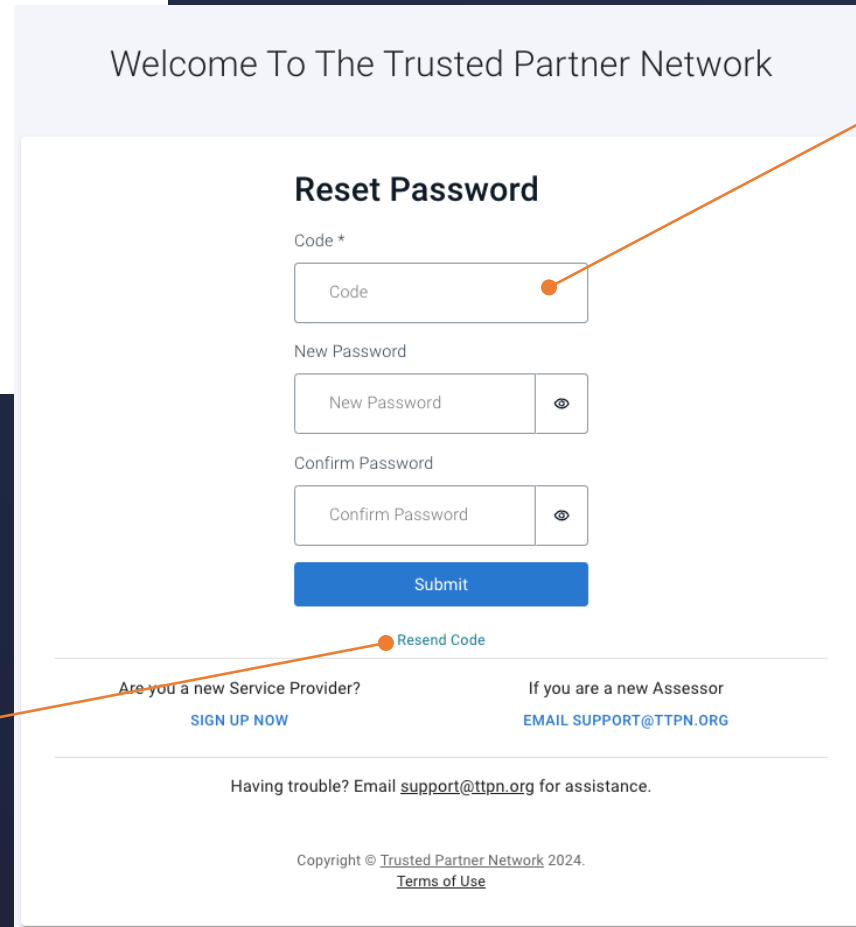 Welcome To The Trusted Partner Network
Reset Password
Code *
Code
New Password
New Password
Confirm Password
Confirm Password
Submit
Resend Code
Are you a new Service Provider?
SIGN UP NOW
If you are a new Assessor
EMAIL SUPPORT@TTPN.ORG
Having trouble? Email support@ttpn.org for assistance.
Copyright © Trusted Partner Network 2024.
Terms of Use